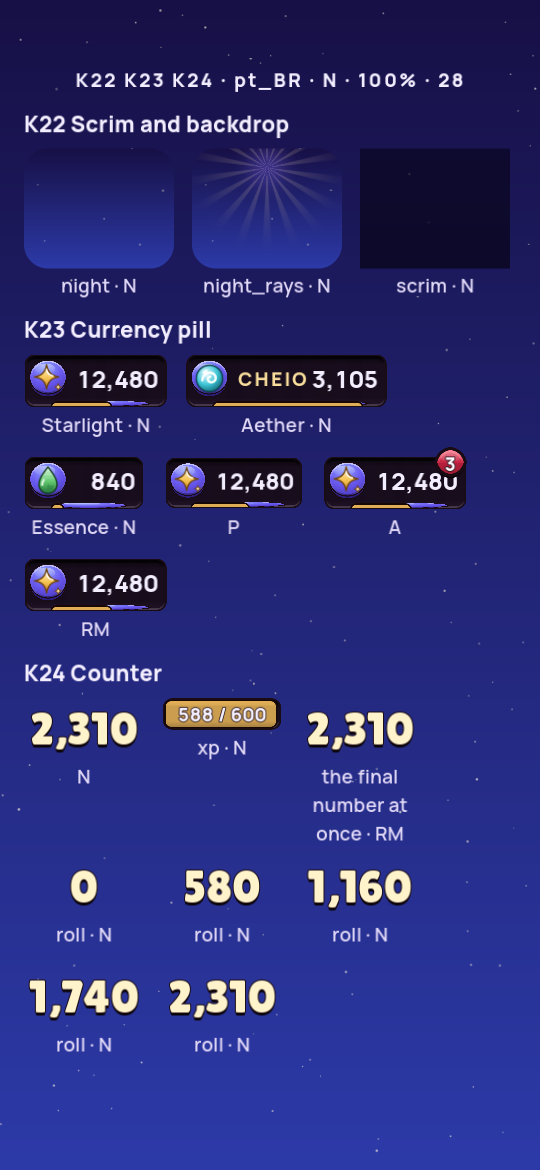 K22 K23 K24 · pt_BR · N · 100% · 28
K22 Scrim and backdrop
night · N
night_rays · N
scrim · N
K23 Currency pill
12,480
CHEIO 3,105
Starlight · N
Aether · N
840
12,480
12,480
3
Essence · N
P
A
12,480
RM
K24 Counter
2,310
588 / 600
2,310
N
xp · N
the final
number at
once · RM
0
580
1,160
roll · N
roll · N
roll · N
1,740
2,310
roll · N
roll · N